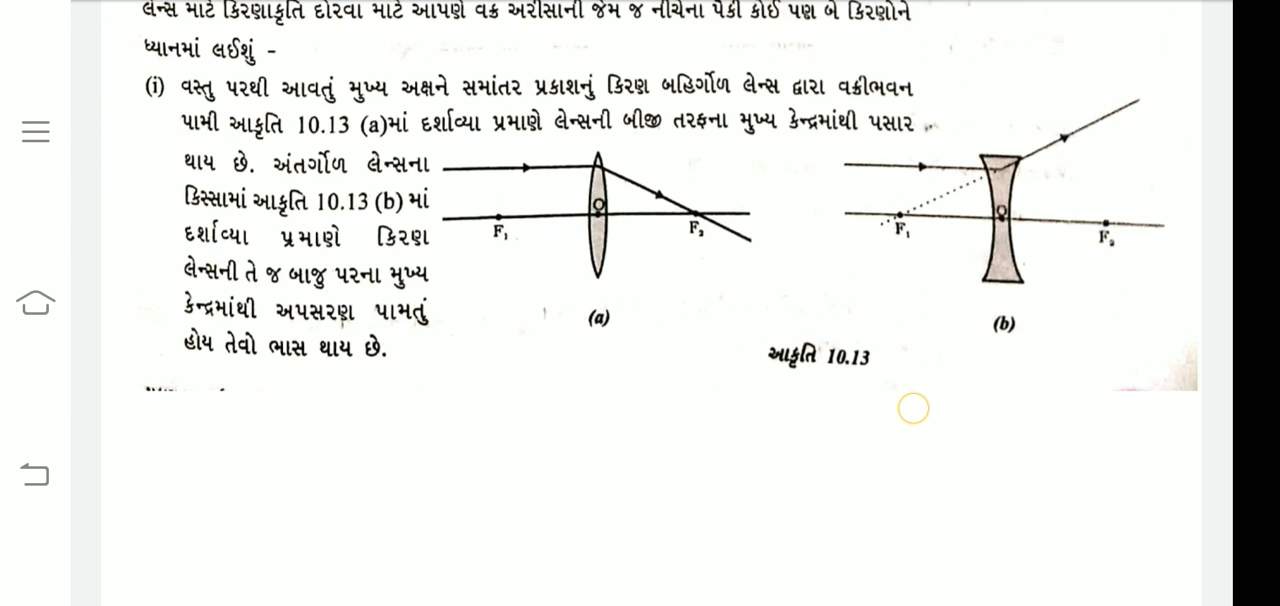 લેન્સ માટે કિરણાકૃતિ દોરવા માટે આપણે વક્ર અરીસાની જેમ જ નીચેના પૈકી કોઈ પણ બે કિરણોને
ધ્યાનમાં લઈશું -
(i) વસ્તુ પરથી આવતું મુખ્ય અક્ષને સમાંતર પ્રકાશનું કિરણ બહિર્ગોળ લેન્સ દ્વારા વક્રીભવન
પામી આકૃતિ 10.13 (a)માં દર્શાવ્યા પ્રમાણે લેન્સની બીજી તરફના મુખ્ય કેન્દ્રમાંથી પસાર
થાય છે. અંતર્ગોળ લેન્સના
કિસ્સામાં આકૃતિ 10.13 (b) માં
દર્શાવ્યા પ્રમાણે કિરણ
લેન્સની તે જ બાજુ પરના મુખ્ય
કેન્દ્રમાંથી અપસરણ પામતું
હોય તેવો ભાસ થાય છે.
F₁ O F₂
(a)
F₁ O F₂
(b)
આકૃતિ 10.13